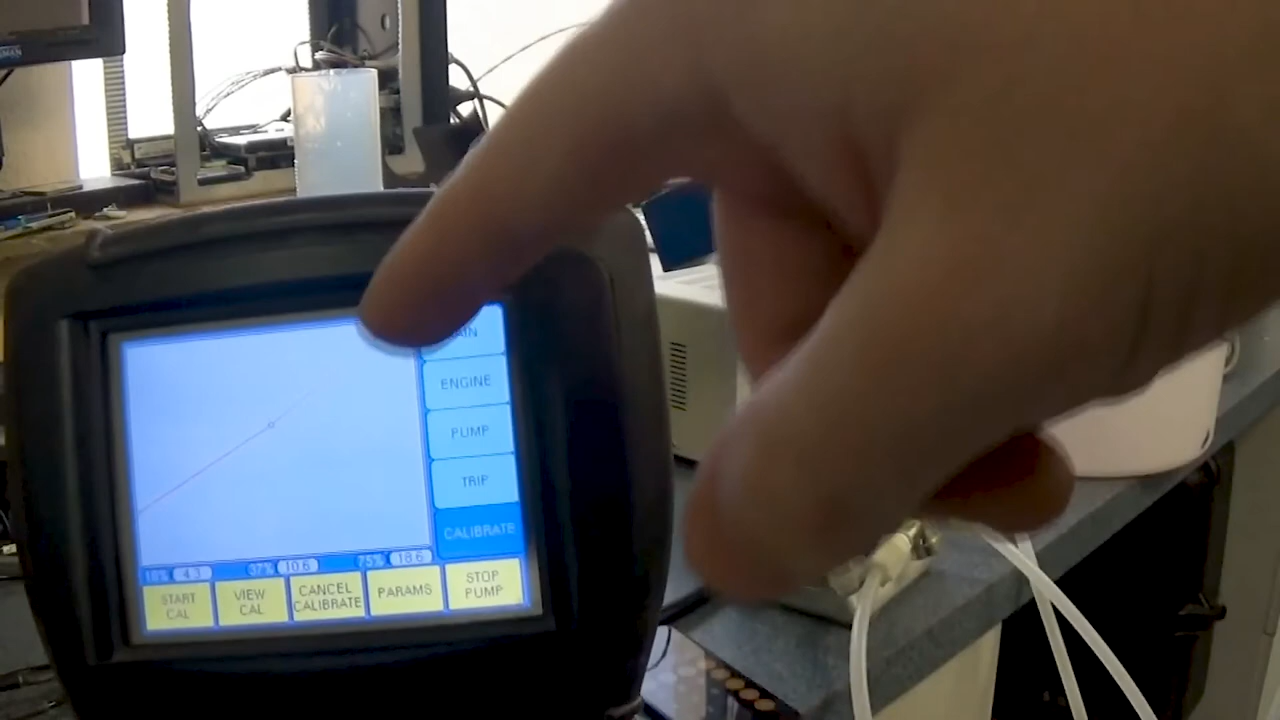 ENGINE
PUMP
TRIP
CALIBRATE
37% 10.6 75% 18.6
START
CAL
VIEW
CAL
CANCEL
CALIBRATE
PARAMS
STOP
PUMP